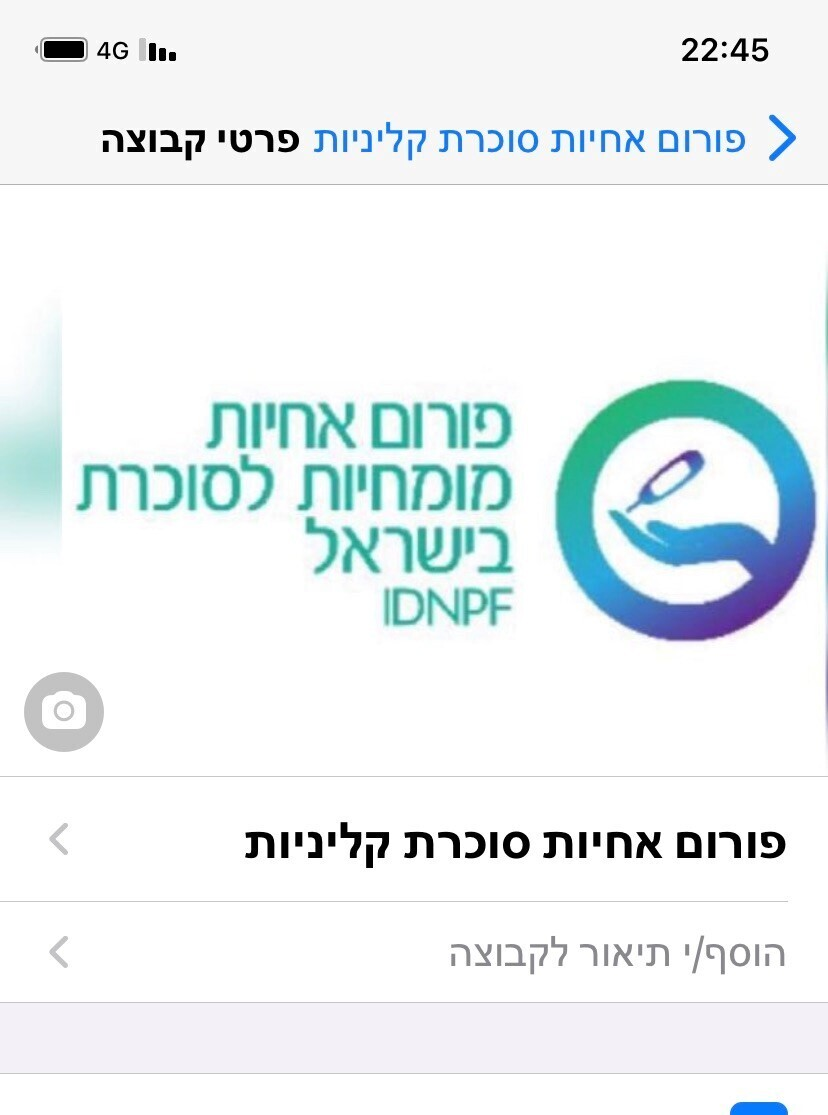 22:45
4G
פורום אחיות סוכרת קליניות פרטי קבוצה
פורום אחיות
מומחיות לסוכרת
בישראל
IDNPF
פורום אחיות סוכרת קליניות
הוסף/י תיאור לקבוצה